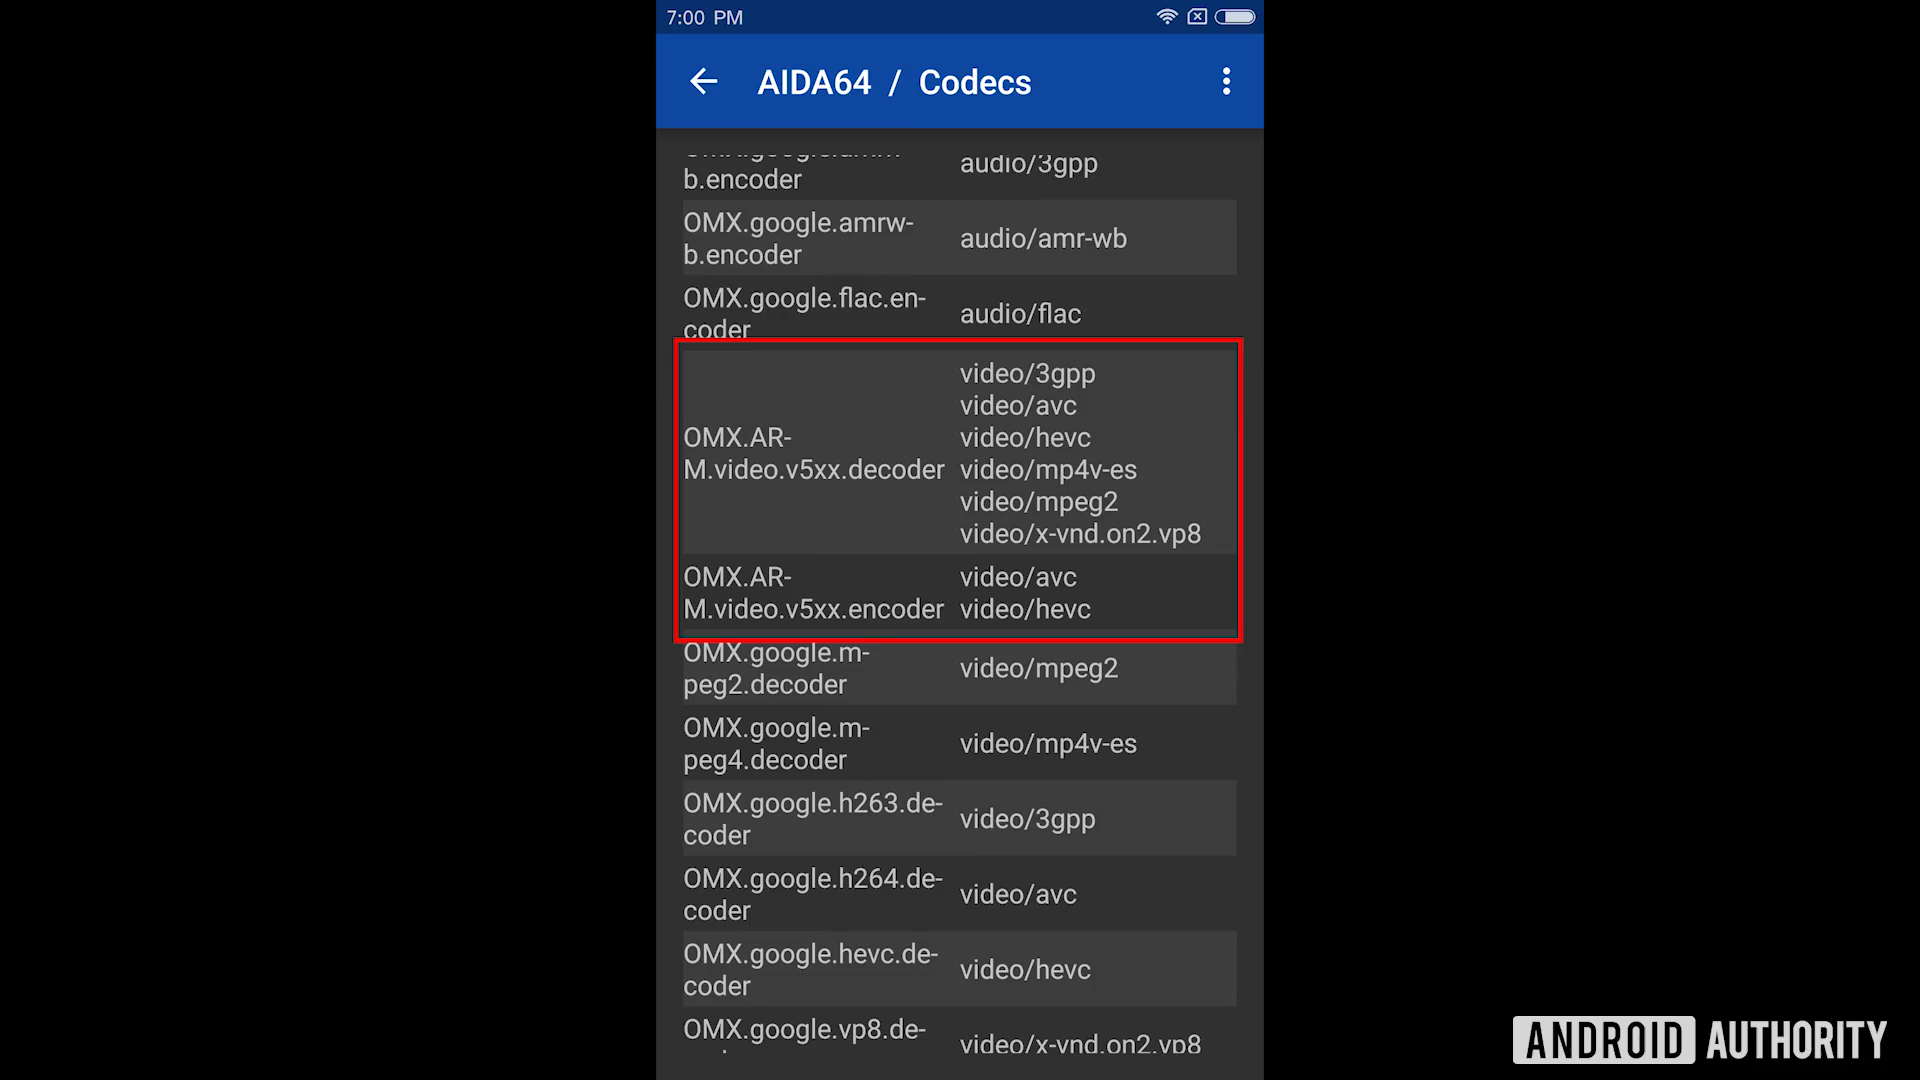 7:00 PM
AIDA64 / Codecs
b.encoder
audio/3gpp
OMX.google.amrw-
b.encoder
audio/amr-wb
OMX.google.flac.en-
coder
audio/flac
OMX.AR-
M.video.v5xx.decoder
video/3gpp
video/avc
video/hevc
video/mp4v-es
video/mpeg2
video/x-vnd.on2.vp8
OMX.AR-
M.video.v5xx.encoder
video/avc
video/hevc
OMX.google.m-
peg2.decoder
video/mpeg2
OMX.google.m-
peg4.decoder
video/mp4v-es
OMX.google.h263.de-
coder
video/3gpp
OMX.google.h264.de-
coder
video/avc
OMX.google.hevc.de-
coder
video/hevc
OMX.google.vp8.de-
video/x-vnd.on2.vp8
ANDROID AUTHORITY